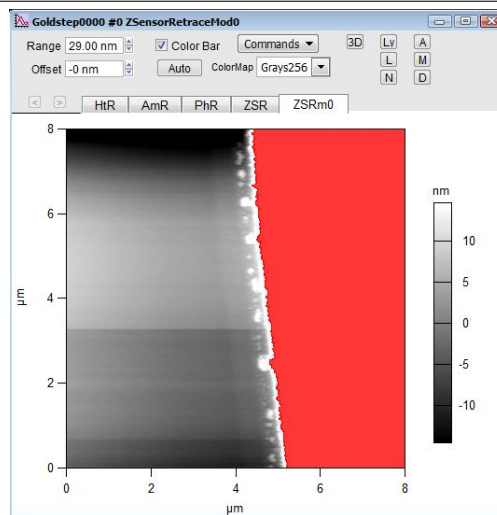 Goldstep0000 #0 ZSensorRetraceMod0
Range 29.00 nm Color Bar Commands 3D Ly A
L M
Offset -0 nm Auto ColorMap Grays256 N D
< > HtR AmR PhR ZSR ZSRm0
8
6
4
2
0
µm
0 2 4 6 8
µm
nm
10
5
0
-5
-10